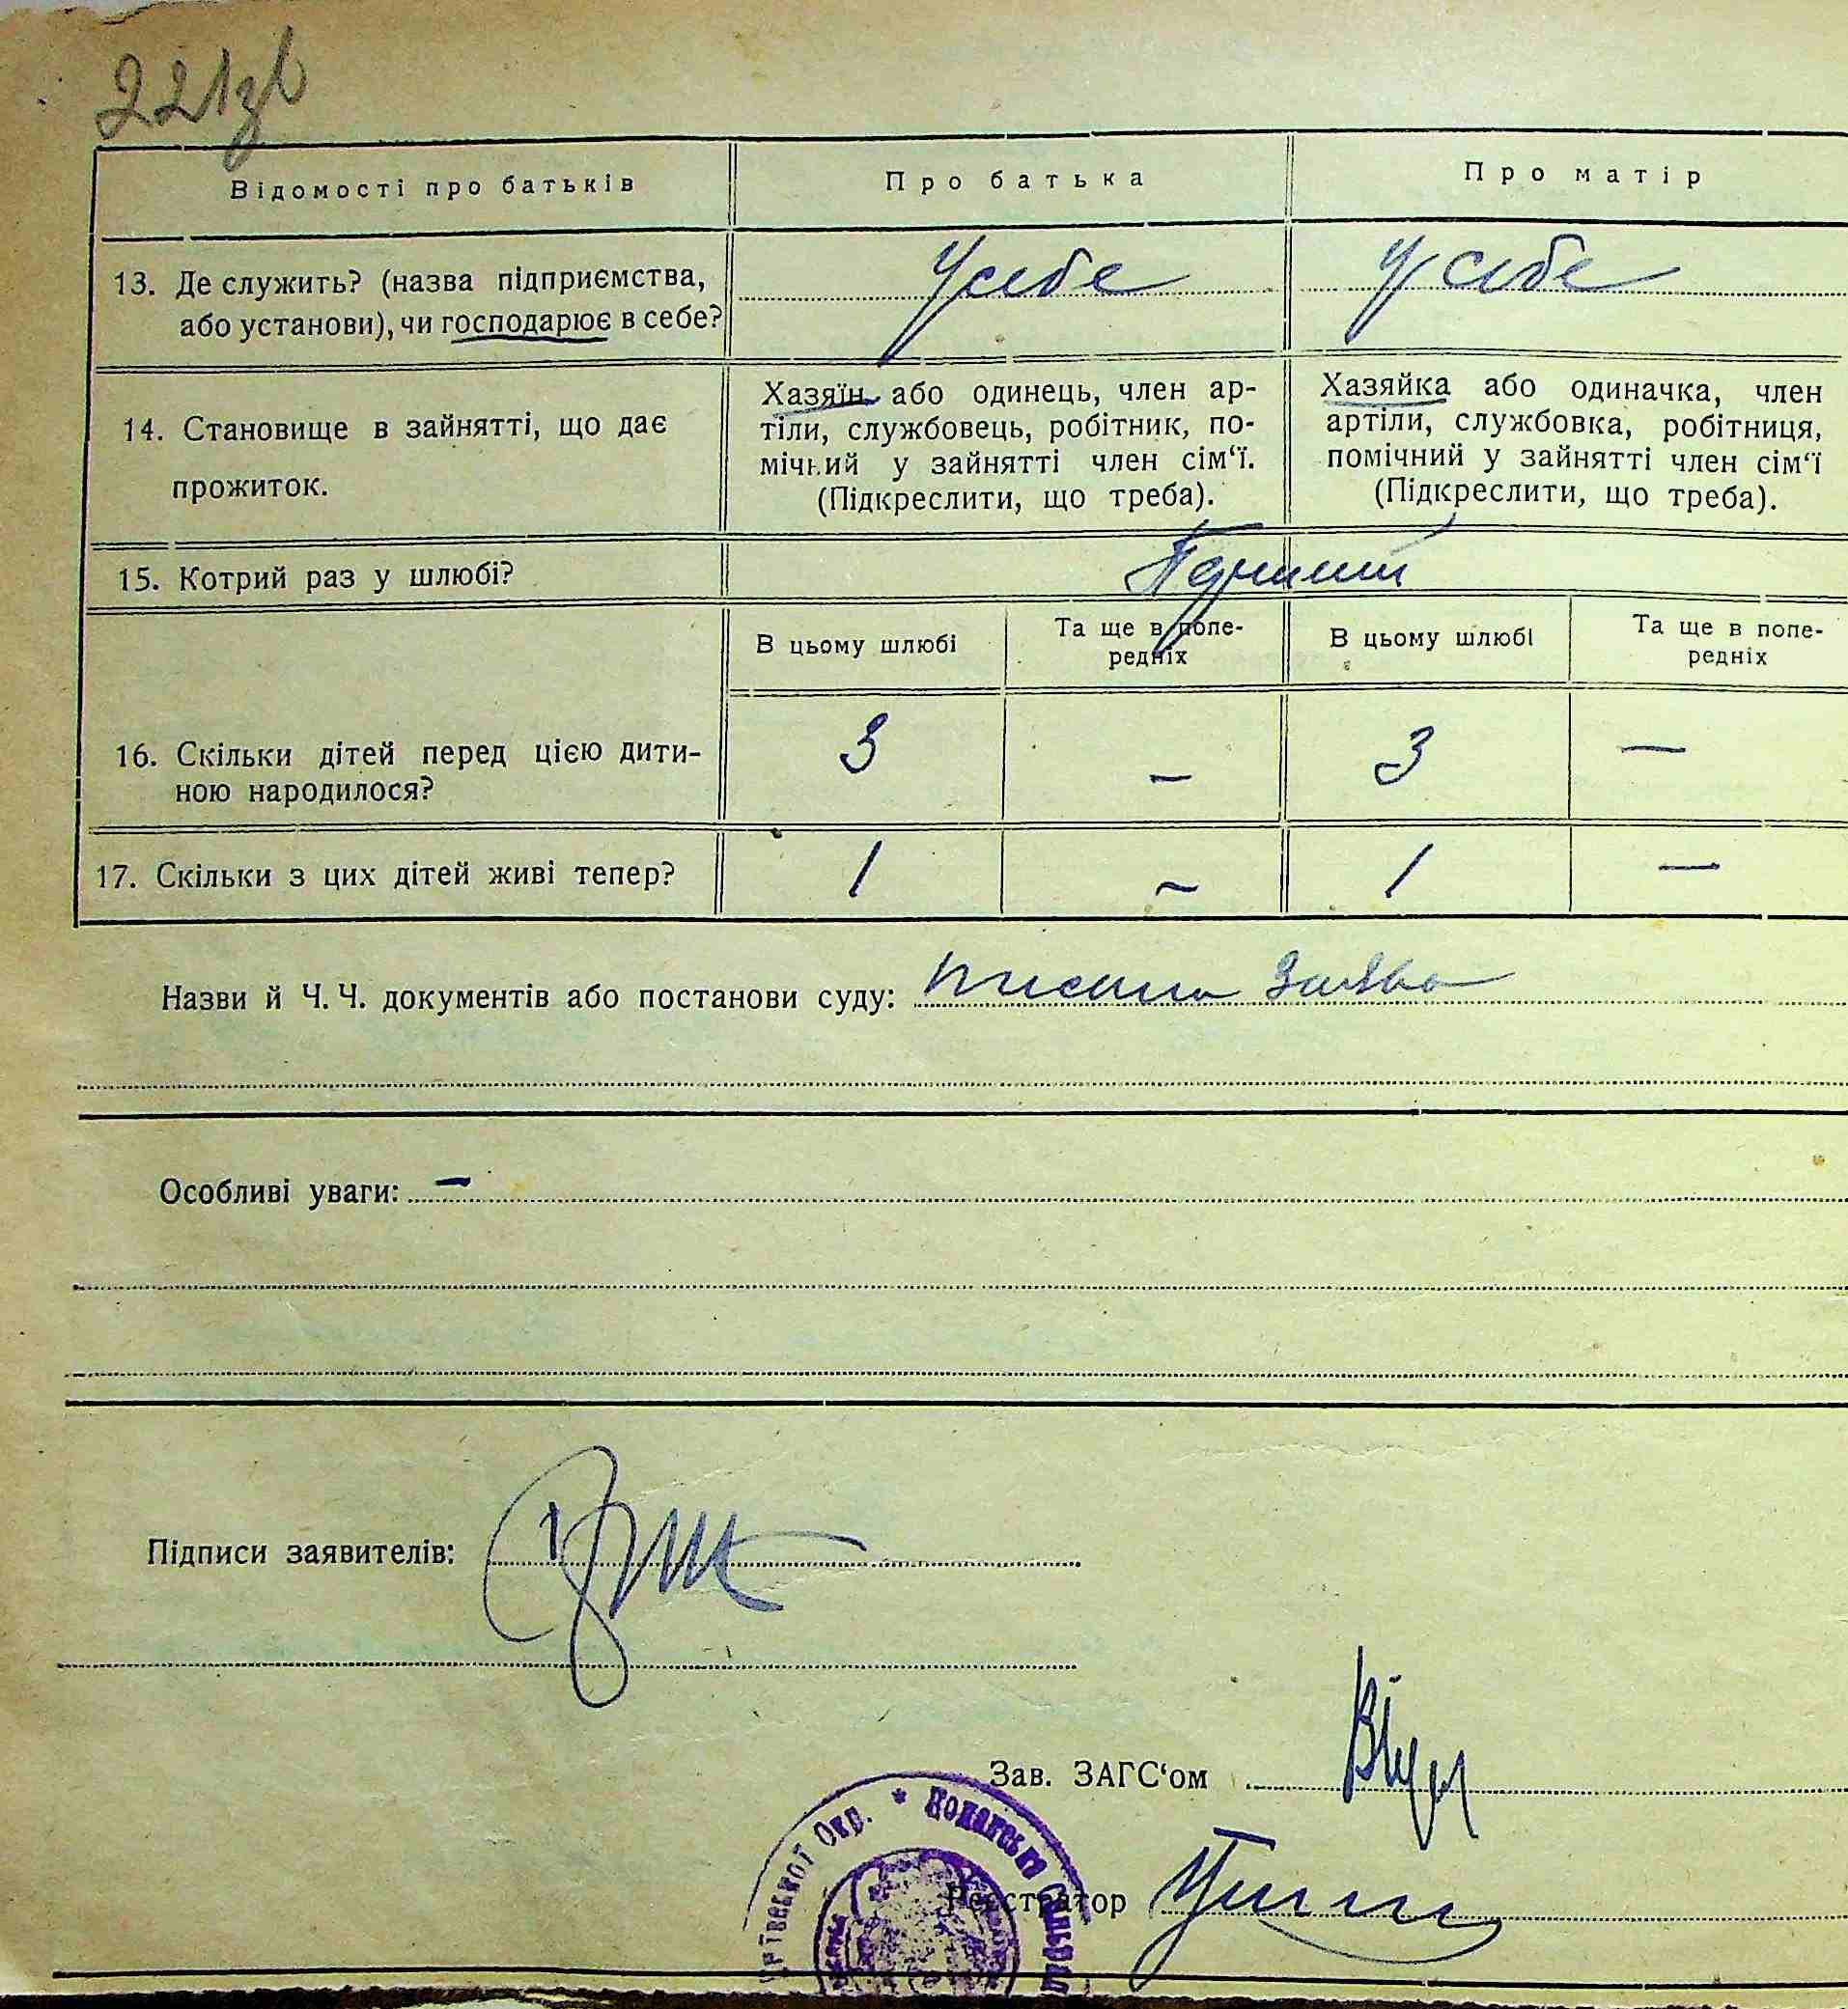 221зв
Відомості про батьків Про батька Про матір
13. Де служить? (назва підприємства, У себе У себе
або установи), чи господарює в себе?
14. Становище в зайнятті, що дає
прожиток.
Хазяїн або одинець, член ар-
тіли, службовець, робітник, по-
мічний у зайнятті член сім‘ї.
(Підкреслити, що треба).
Хазяйка або одиначка, член
артіли, службовка, робітниця,
помічний у зайнятті член сім‘ї
(Підкреслити, що треба).
15. Котрий раз у шлюбі?
В цьому шлюбі Та ще в попе-
редніх
В цьому шлюбі Та ще в попе-
редніх
16. Скільки дітей перед цією дити- 3 — 3 —
ною народилося?
17. Скільки з цих дітей живі тепер? 1 — 1 —
Назви й Ч. Ч. документів або постанови суду: заява
Особливі уваги: —
Підписи заявителів:
Зав. ЗАГС‘ом
Окр. *
Реєстратор